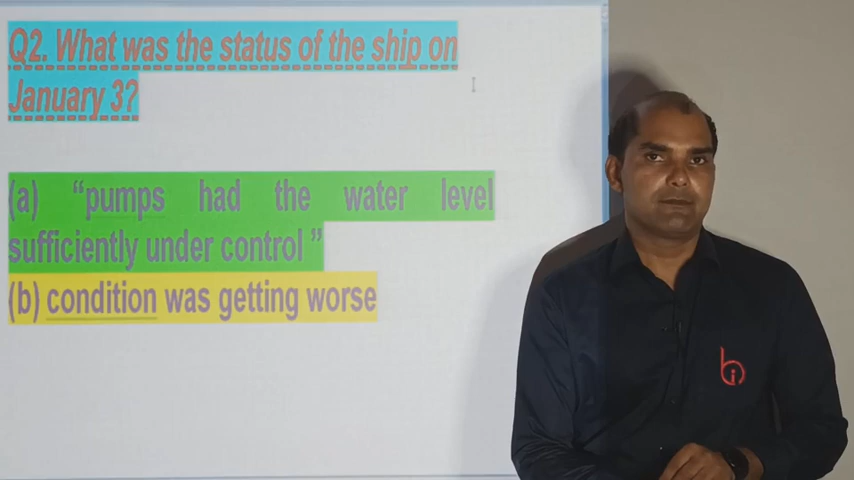 Q2. What was the status of the ship on
January 3?
(a) “pumps had the water level
sufficiently under control ”
(b) condition was getting worse